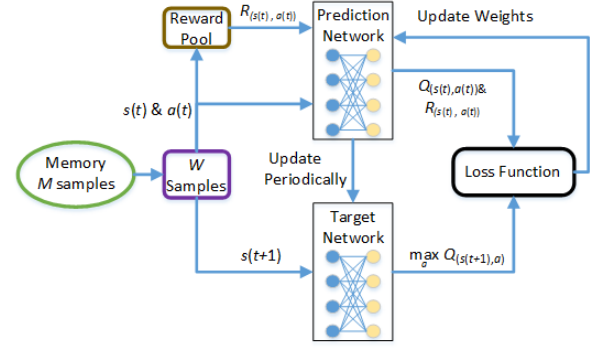 Reward
Pool
R(s(t), a(t))
Prediction
Network
Update Weights
s(t) & a(t)
Q(s(t),a(t))&
R(s(t), a(t))
Memory
M samples
W
Samples
Update
Periodically
Loss Function
Target
Network
s(t+1)
max Q(s(t+1),a)
a